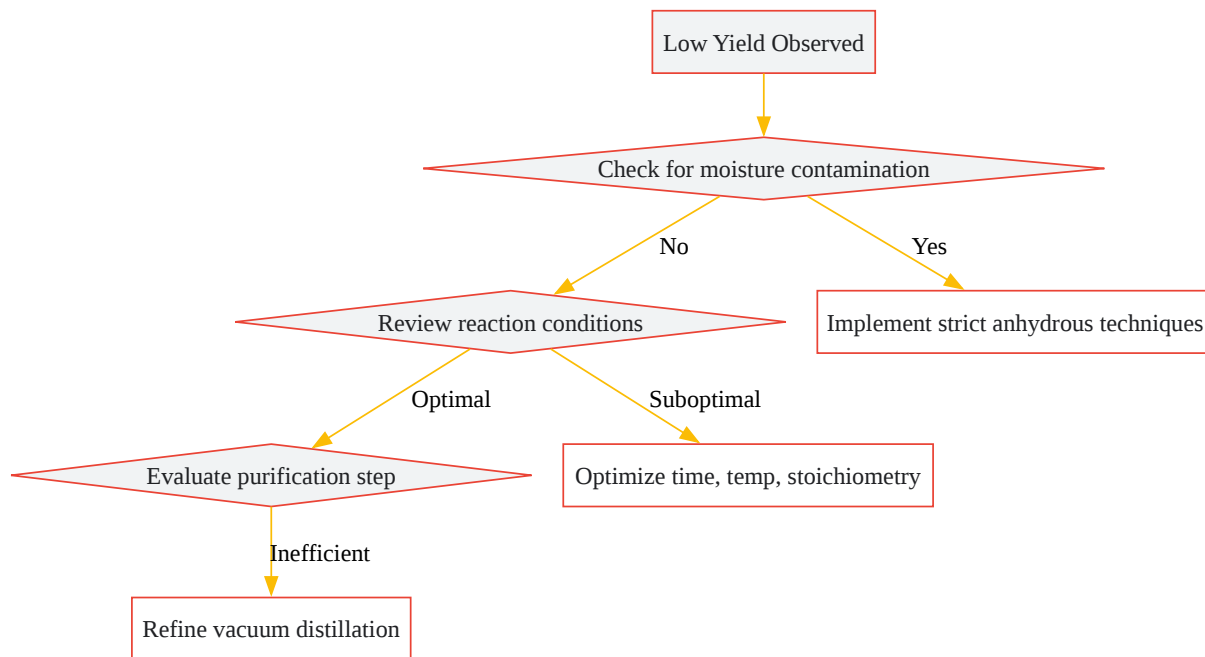 Low Yield Observed
Check for moisture contamination
No
Yes
Review reaction conditions
Implement strict anhydrous techniques
Optimal
Suboptimal
Evaluate purification step
Optimize time, temp, stoichiometry
Inefficient
Refine vacuum distillation